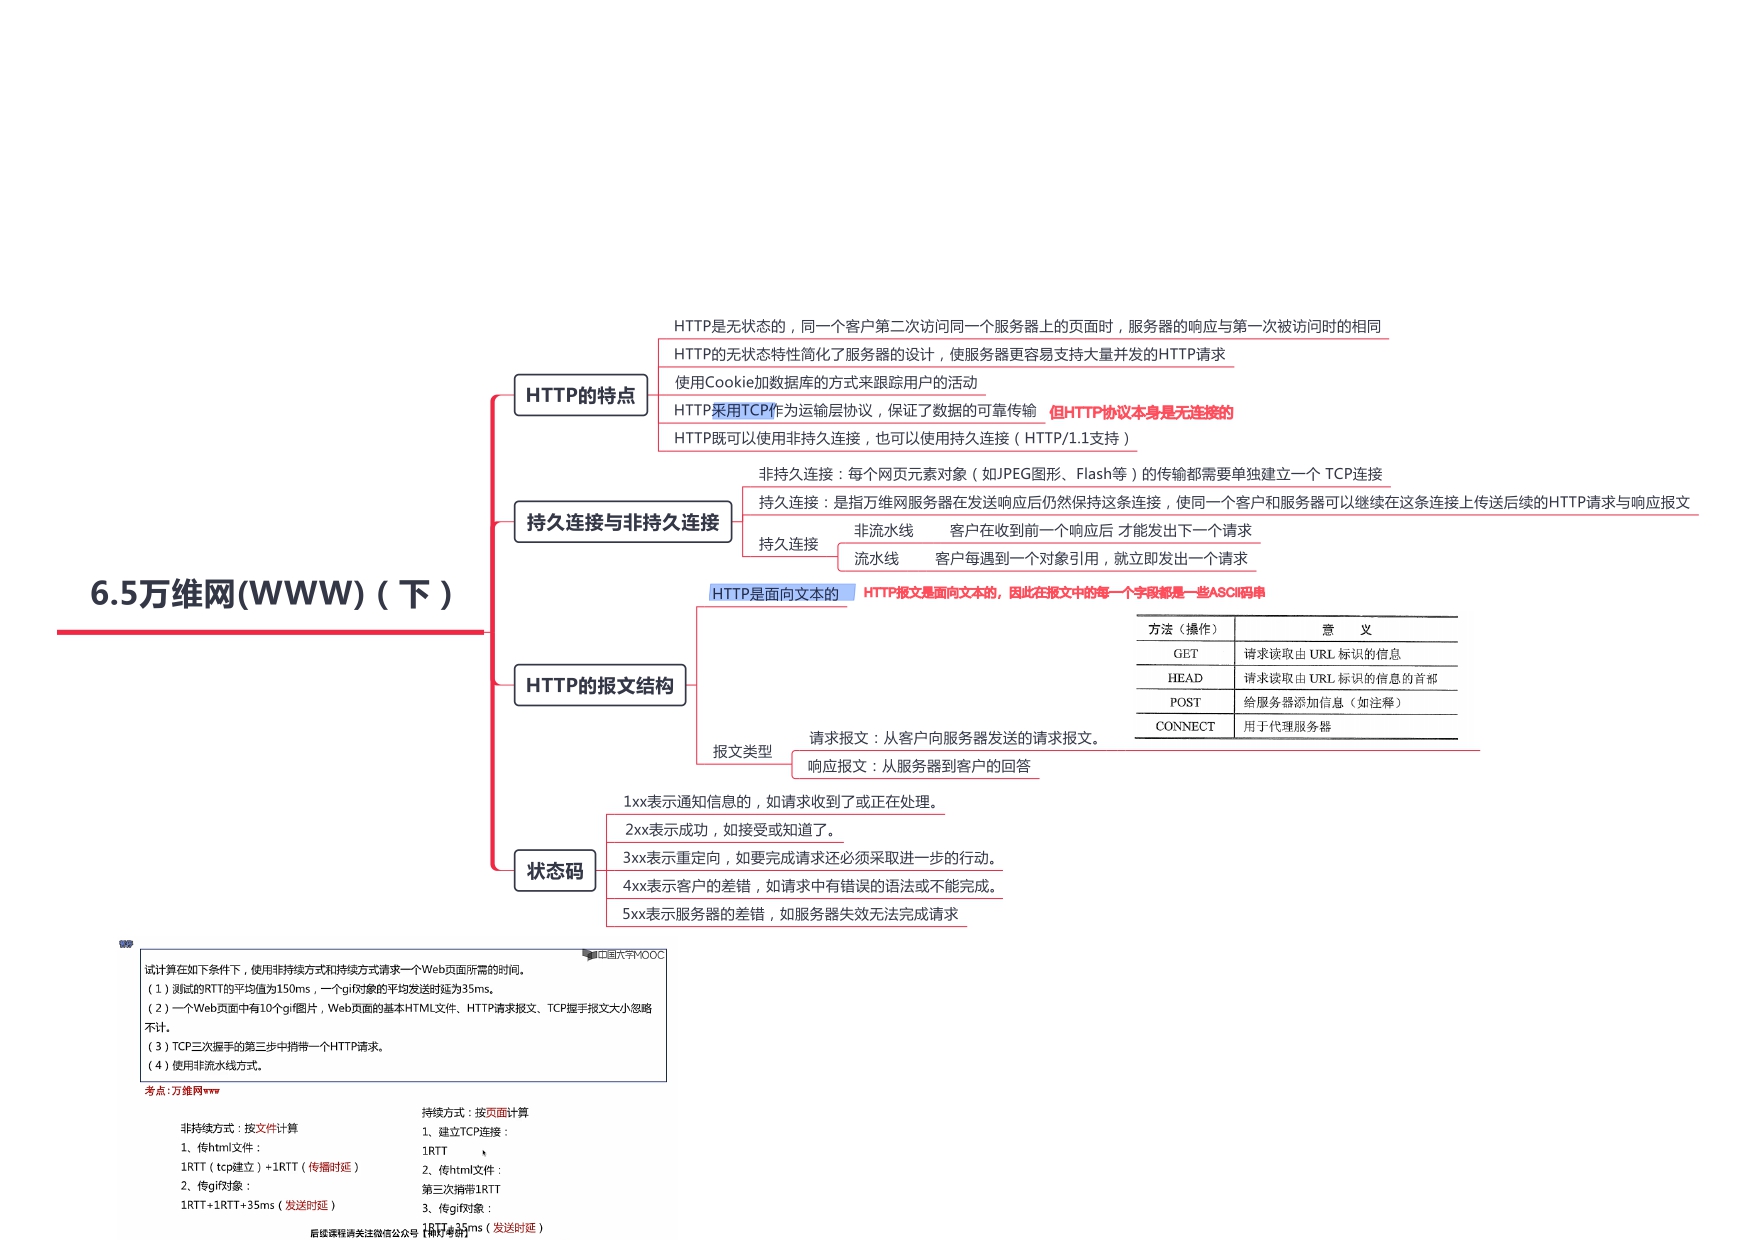 6.5万维网(WWW)（下）
HTTP的特点
HTTP是无状态的，同一个客户第二次访问同一个服务器上的页面时，服务器的响应与第一次被访问时的相同
HTTP的无状态特性简化了服务器的设计，使服务器更容易支持大量并发的HTTP请求
使用Cookie加数据库的方式来跟踪用户的活动
HTTP采用TCP作为运输层协议，保证了数据的可靠传输 但HTTP协议本身是无连接的
HTTP既可以使用非持久连接，也可以使用持久连接（HTTP/1.1支持）
持久连接与非持久连接
非持久连接：每个网页元素对象（如JPEG图形、Flash等）的传输都需要单独建立一个 TCP连接
持久连接：是指万维网服务器在发送响应后仍然保持这条连接，使同一个客户和服务器可以继续在这条连接上传送后续的HTTP请求与响应报文
持久连接
非流水线 客户在收到前一个响应后 才能发出下一个请求
流水线 客户每遇到一个对象引用，就立即发出一个请求
HTTP的报文结构
HTTP是面向文本的 HTTP报文是面向文本的，因此在报文中的每一个字段都是一些ASCII码串
方法（操作） 意 义
GET 请求读取由 URL 标识的信息
HEAD 请求读取由 URL 标识的信息的首部
POST 给服务器添加信息（如注释）
CONNECT 用于代理服务器
报文类型
请求报文：从客户向服务器发送的请求报文。
响应报文：从服务器到客户的回答
状态码
1xx表示通知信息的，如请求收到了或正在处理。
2xx表示成功，如接受或知道了。
3xx表示重定向，如要完成请求还必须采取进一步的行动。
4xx表示客户的差错，如请求中有错误的语法或不能完成。
5xx表示服务器的差错，如服务器失效无法完成请求
中国大学MOOC
试计算在如下条件下，使用非持续方式和持续方式请求一个Web页面所需的时间。
（1）测试的RTT的平均值为150ms，一个gif对象的平均发送时延为35ms。
（2）一个Web页面中有10个gif图片，Web页面的基本HTML文件、HTTP请求报文、TCP握手报文大小忽略
不计。
（3）TCP三次握手的第三步中捎带一个HTTP请求。
（4）使用非流水线方式。
考点:万维网www
非持续方式：按文件计算
1、传html文件：
1RTT（tcp建立）+1RTT（传播时延）
2、传gif对象：
1RTT+1RTT+35ms（发送时延）
持续方式：按页面计算
1、建立TCP连接：
1RTT
2、传html文件：
第三次捎带1RTT
3、传gif对象：
1RTT+35ms（发送时延）
后续课程请关注微信公众号【神灯考研】